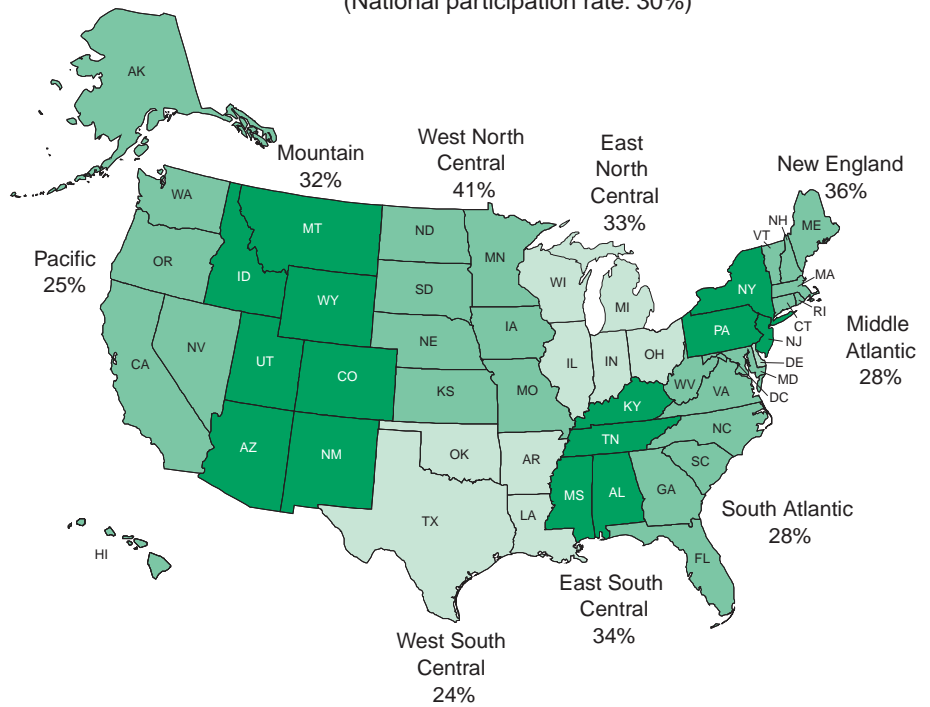 (National participation rate: 30%)
AK
Mountain
32%
West North
Central
41%
East
North
Central
33%
New England
36%
Pacific
25%
WA
OR
CA
NV
ID
MT
WY
UT
CO
AZ
NM
ND
SD
NE
KS
MN
IA
MO
WI
MI
IL
IN
OH
NY
PA
VT
NH
ME
MA
RI
CT
NJ
DE
MD
DC
Middle
Atlantic
28%
WV
VA
KY
TN
NC
SC
MS
AL
GA
FL
OK
AR
TX
LA
HI
South Atlantic
28%
East South
Central
34%
West South
Central
24%